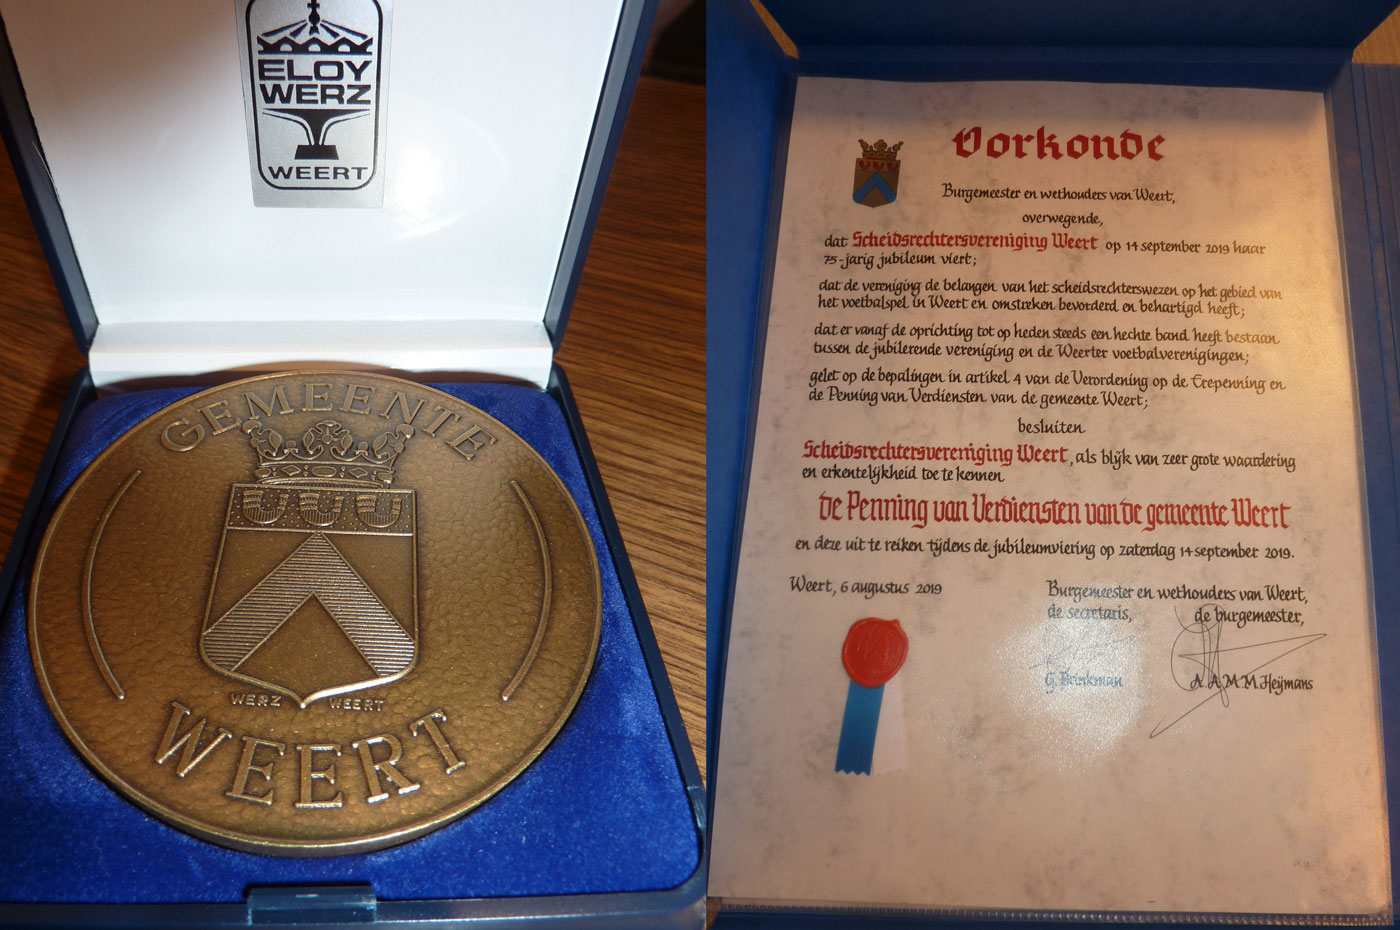 ELOY
WERZ
WEERT
GEMEENTE
WERZ WEERT
WEERT
Oorkonde
Burgemeester en wethouders van Weert,
overwegende,
dat Scheidsrechtersvereniging Weert op 14 september 2019 haar
75-jarig jubileum viert;
dat de vereniging de belangen van het scheidsrechterswezen op het gebied van
het voetbalspel in Weert en omstreken bevorderd en behartigd heeft;
dat er vanaf de oprichting tot op heden steeds een hechte band heeft bestaan
tussen de jubilerende vereniging en de Weerter voetbalverenigingen;
gelet op de bepalingen in artikel 4 van de Verordening op de Erepenning en
de Penning van Verdiensten van de gemeente Weert;
besluiten
Scheidsrechtersvereniging Weert, als blijk van zeer grote waardering
en erkentelijkheid toe te kennen
de Penning van Verdiensten van de gemeente Weert
en deze uit te reiken tijdens de jubileumviering op zaterdag 14 september 2019.
Weert, 6 augustus 2019
Burgemeester en wethouders van Weert,
de secretaris, de burgemeester,
G. Brinkman A.A.M.M. Heijmans